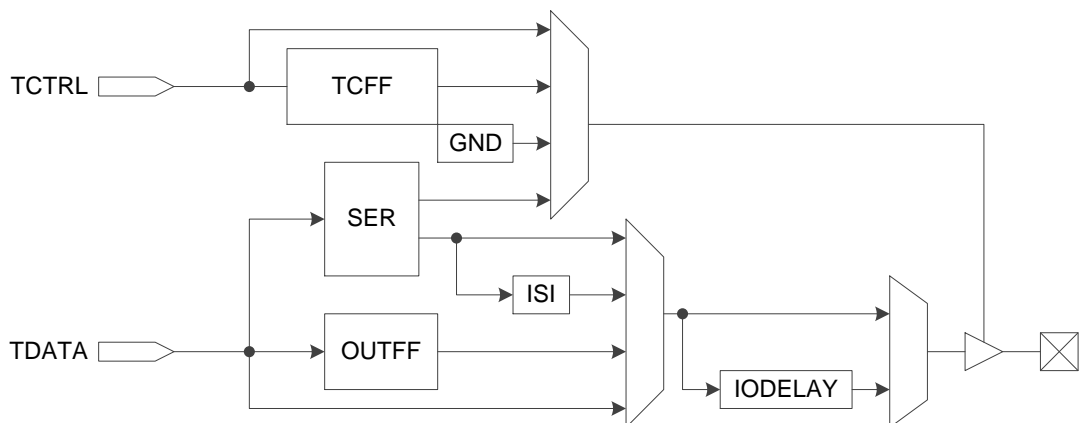 TCTRL
TCFF
GND
SER
ISI
TDATA
OUTFF
IODELAY